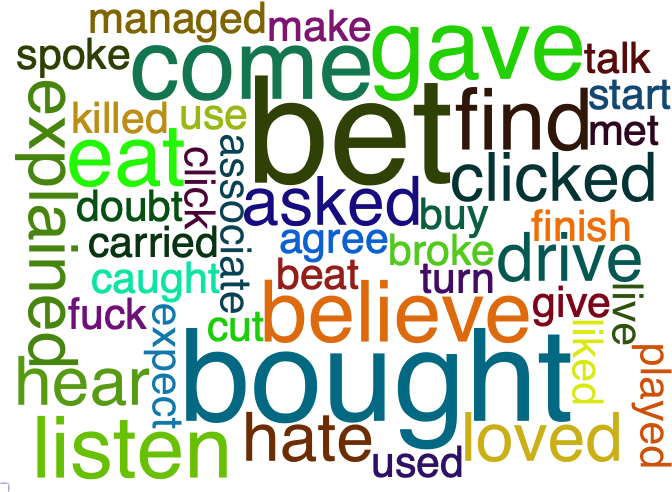 managed
make
spoke
come
gave
talk
explained
killed
use
bet
find
start
met
eat
click
associate
clicked
doubt
asked
buy
finish
carried
agree
broke
drive
caught
beat
turn
fuck
expect
cut
believe
give
live
hear
bought
liked
played
listen
hate
used
loved